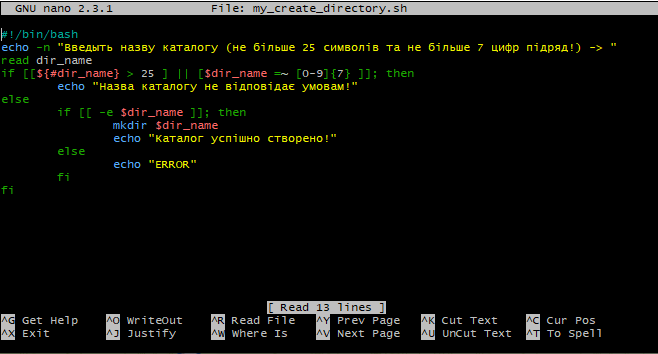 GNU nano 2.3.1 File: my_create_directory.sh
#!/bin/bash
echo -n "Введыть назву каталогу (не більше 25 символів та не більше 7 цифр підряд!) -> "
read dir_name
if [[${#dir_name} > 25 ] || [$dir_name =~ [0-9]{7} ]]; then
echo "Назва каталогу не відповідає умовам!"
else
if [[ -e $dir_name ]]; then
mkdir $dir_name
echo "Каталог успішно створено!"
else
echo "ERROR"
fi
fi
[ Read 13 lines ]
^G Get Help ^O WriteOut ^R Read File ^Y Prev Page ^K Cut Text ^C Cur Pos
^X Exit ^J Justify ^W Where Is ^V Next Page ^U UnCut Text ^T To Spell